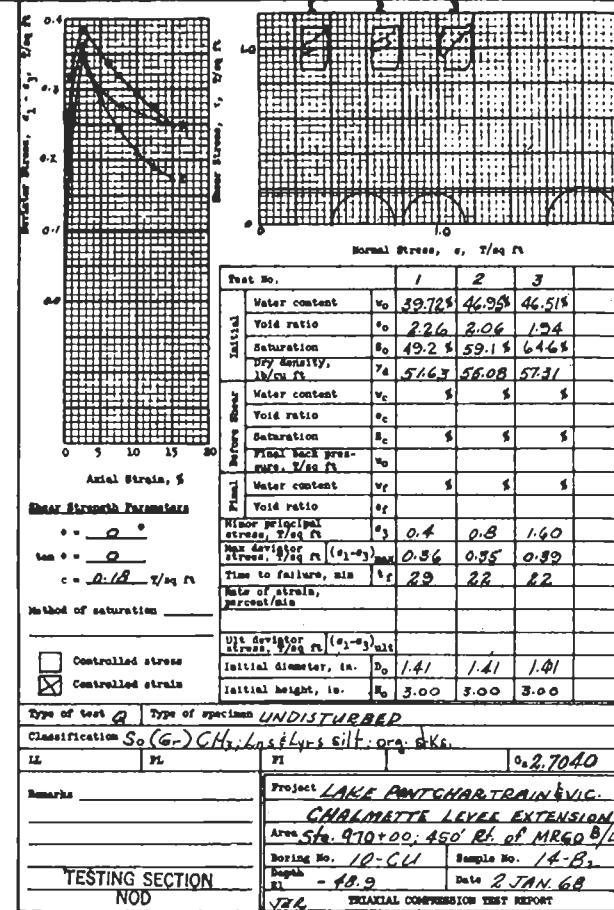 0.4
0.3
0.2
0.1
0.0
Deviator Stress, σ1 - σ3, T/sq ft
0 5 10 15 20
Axial Strain, %
1 2 3
1.0
0
Shear Stress, τ, T/sq ft
0 1.0
Normal Stress, σ, T/sq ft
Shear Strength Parameters
φ = 0 °
tan φ = 0
c = 0.18 T/sq ft
Method of saturation
Controlled stress
Controlled strain
Test No. 1 2 3
Initial
Water content w0 39.72% 46.95% 46.51%
Void ratio e0 2.26 2.06 1.94
Saturation S0 49.2 % 59.1 % 64.6%
Dry density, lb/cu ft γd 51.63 55.08 57.31
Before Shear
Water content wc % % %
Void ratio ec
Saturation Sc % % %
Final back pressure, T/sq ft u0
Final
Water content wf % % %
Void ratio ef
Minor principal stress, T/sq ft σ3 0.4 0.8 1.60
Max deviator stress, T/sq ft (σ1-σ3)max 0.36 0.35 0.39
Time to failure, min tf 29 22 22
Rate of strain, percent/min
Ult deviator stress, T/sq ft (σ1-σ3)ult
Initial diameter, in. D0 1.41 1.41 1.41
Initial height, in. H0 3.00 3.00 3.00
Type of test Q Type of specimen UNDISTURBED
Classification So (Gr) CH3; Lns & Lyrs silt; org.
LL PL PI Gs 2.7040
Remarks
TESTING SECTION
NOD
Project LAKE PONTCHARTRAIN & VIC.
CHALMETTE LEVEE EXTENSION
Area Sta. 970+00; 450' Rt. of MRGO B/L
Boring No. 10-CU Sample No. 14-B2
Depth El - 48.9 Date 2 JAN. 68
TRIAXIAL COMPRESSION TEST REPORT